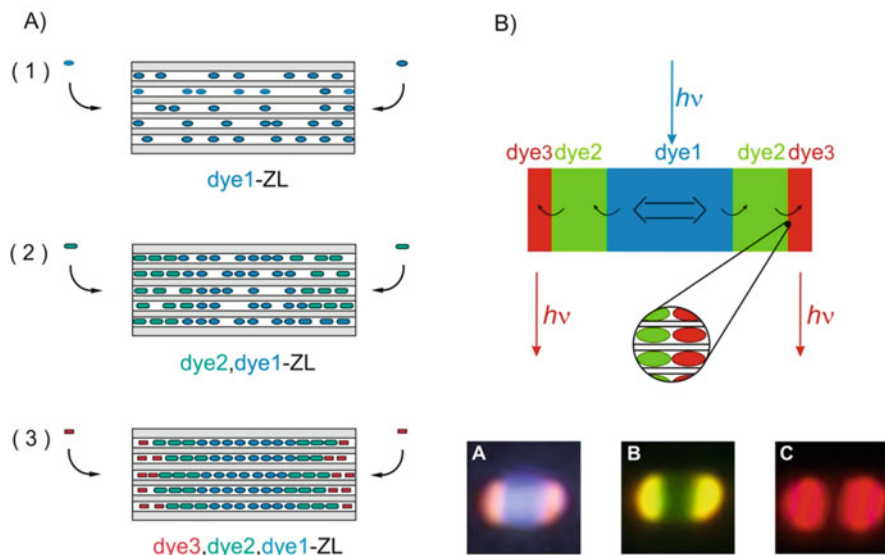 A)
(1)
dye1-ZL
(2)
dye2,dye1-ZL
(3)
dye3,dye2,dye1-ZL
B)
hν
dye3 dye2 dye1 dye2 dye3
hν hν
A B C